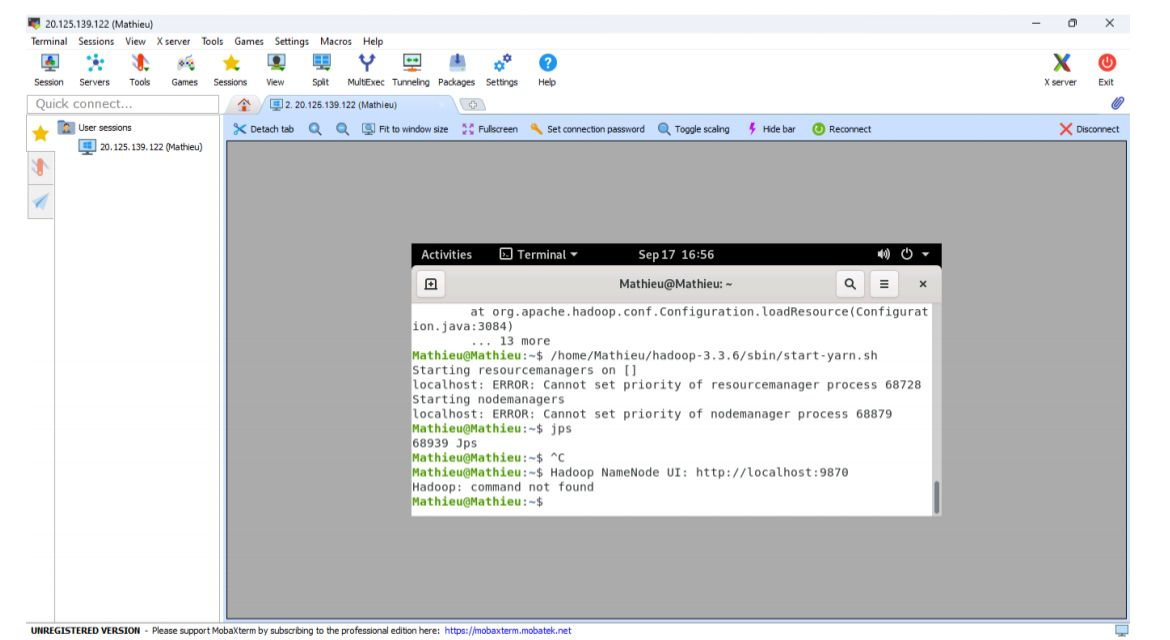 20.125.139.122 (Mathieu)
Terminal Sessions View X server Tools Games Settings Macros Help
Session Servers Tools Games Sessions View Split MultiExec Tunneling Packages Settings Help X server Exit
Quick connect...
2. 20.126.139.122 (Mathieu)
User sessions
20.125.139.122 (Mathieu)
Detach tab Fit to window size Fullscreen Set connection password Toggle scaling Hide bar Reconnect Disconnect
Activities Terminal Sep 17 16:56
Mathieu@Mathieu: ~
at org.apache.hadoop.conf.Configuration.loadResource(Configurat
ion.java:3084)
... 13 more
Mathieu@Mathieu:~$ /home/Mathieu/hadoop-3.3.6/sbin/start-yarn.sh
Starting resourcemanagers on []
localhost: ERROR: Cannot set priority of resourcemanager process 68728
Starting nodemanagers
localhost: ERROR: Cannot set priority of nodemanager process 68879
Mathieu@Mathieu:~$ jps
68939 Jps
Mathieu@Mathieu:~$ ^C
Mathieu@Mathieu:~$ Hadoop NameNode UI: http://localhost:9870
Hadoop: command not found
Mathieu@Mathieu:~$
UNREGISTERED VERSION - Please support MobaXterm by subscribing to the professional edition here: https://mobaxterm.mobatek.net